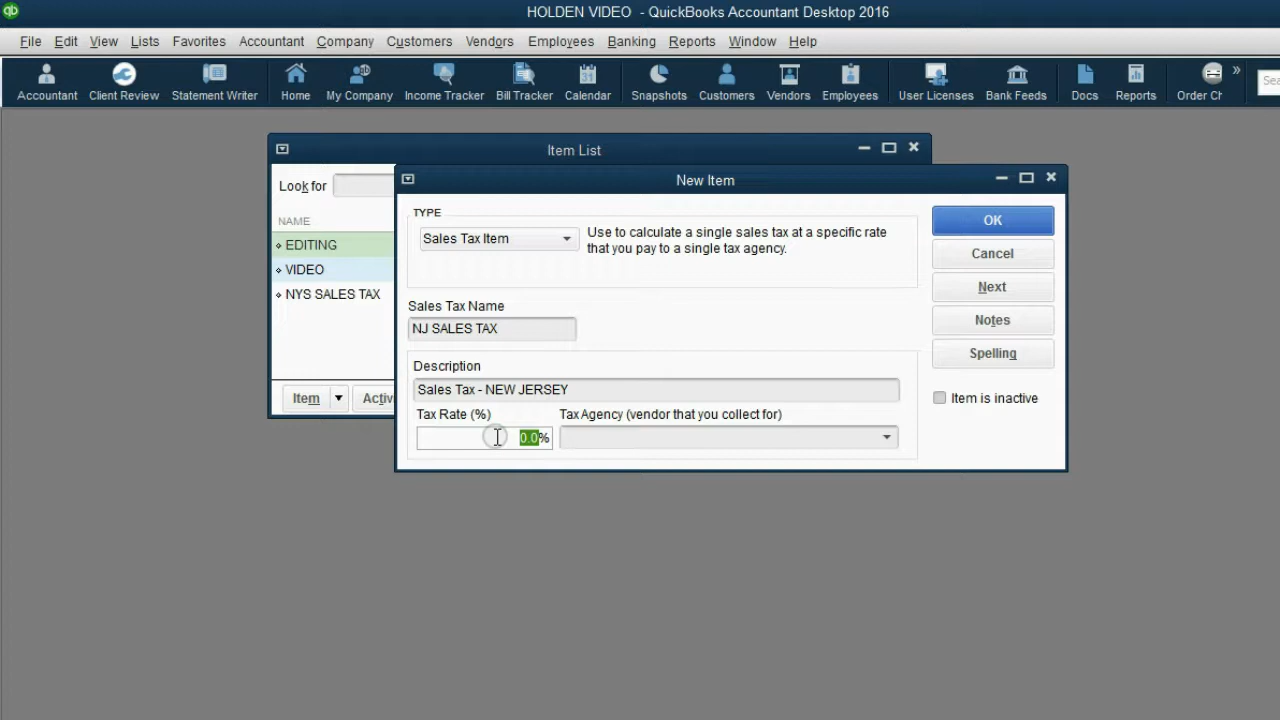 qb
HOLDEN VIDEO - QuickBooks Accountant Desktop 2016
File Edit View Lists Favorites Accountant Company Customers Vendors Employees Banking Reports Window Help
Accountant Client Review Statement Writer Home My Company Income Tracker Bill Tracker Calendar Snapshots Customers Vendors Employees User Licenses Bank Feeds Docs Reports Order Ch » Sea
Item List
Look for
NAME
EDITING
VIDEO
NYS SALES TAX
Item Activ
New Item
TYPE
Sales Tax Item
Use to calculate a single sales tax at a specific rate
that you pay to a single tax agency.
Sales Tax Name
NJ SALES TAX
Description
Sales Tax - NEW JERSEY
Tax Rate (%) Tax Agency (vendor that you collect for)
0.0%
OK
Cancel
Next
Notes
Spelling
Item is inactive